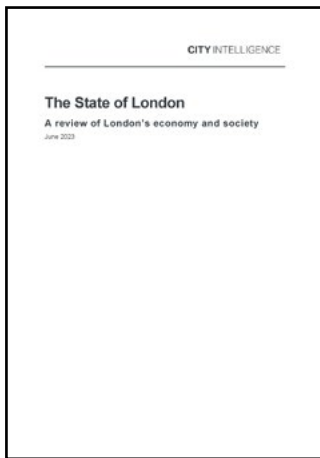 CITY INTELLIGENCE
The State of London
A review of London's economy and society
June 2023